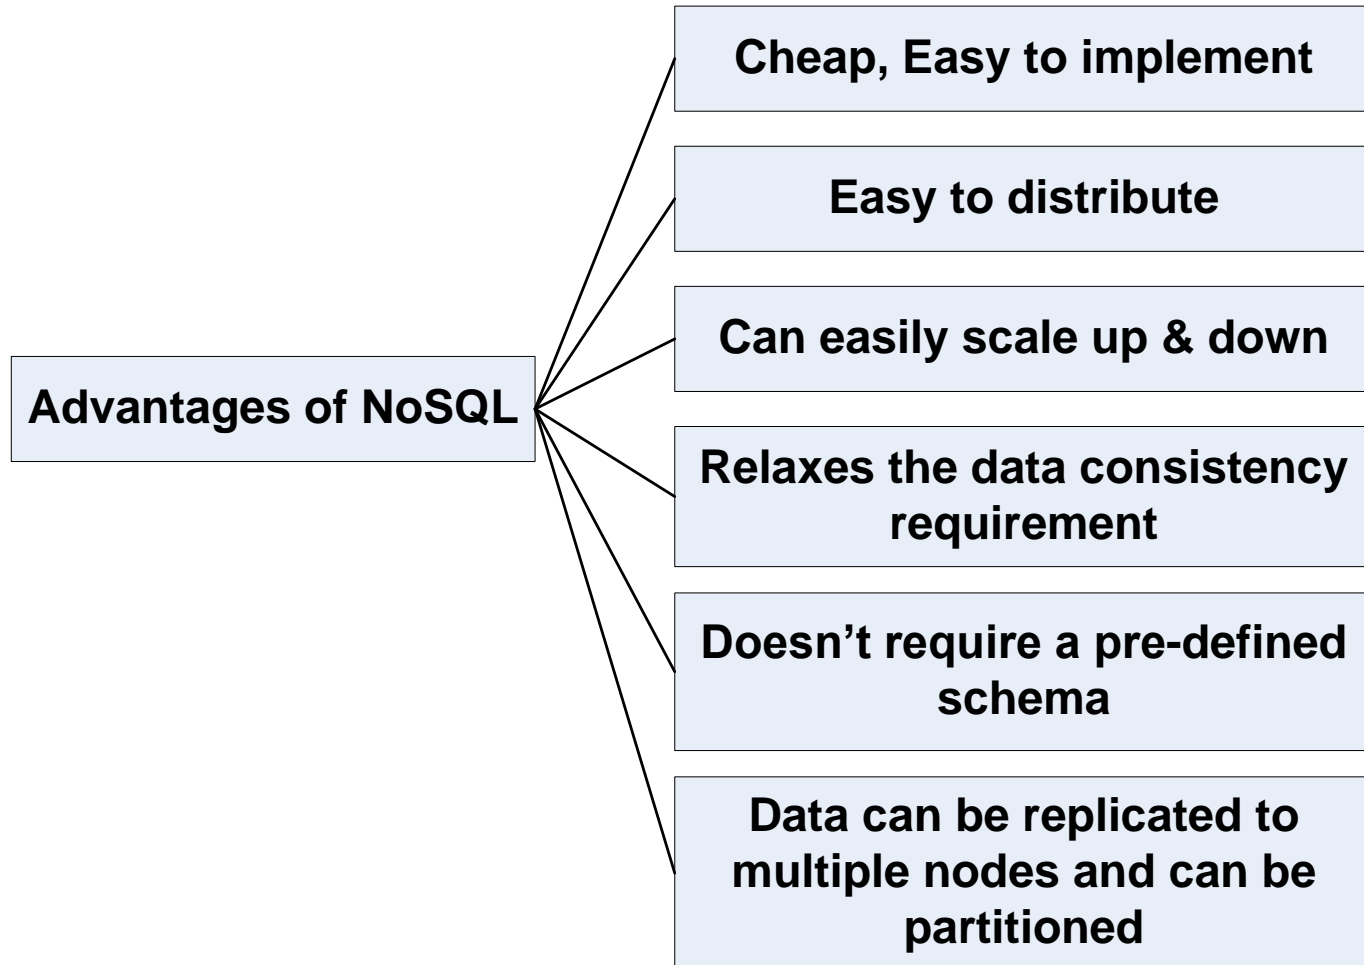 Cheap, Easy to implement
Easy to distribute
Can easily scale up & down
Advantages of NoSQL
Relaxes the data consistency
requirement
Doesn’t require a pre-defined
schema
Data can be replicated to
multiple nodes and can be
partitioned